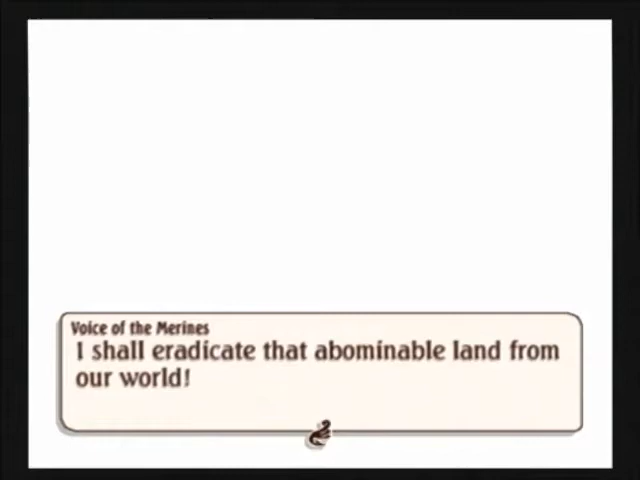 Voice of the Merines
I shall eradicate that abominable land from
our world!